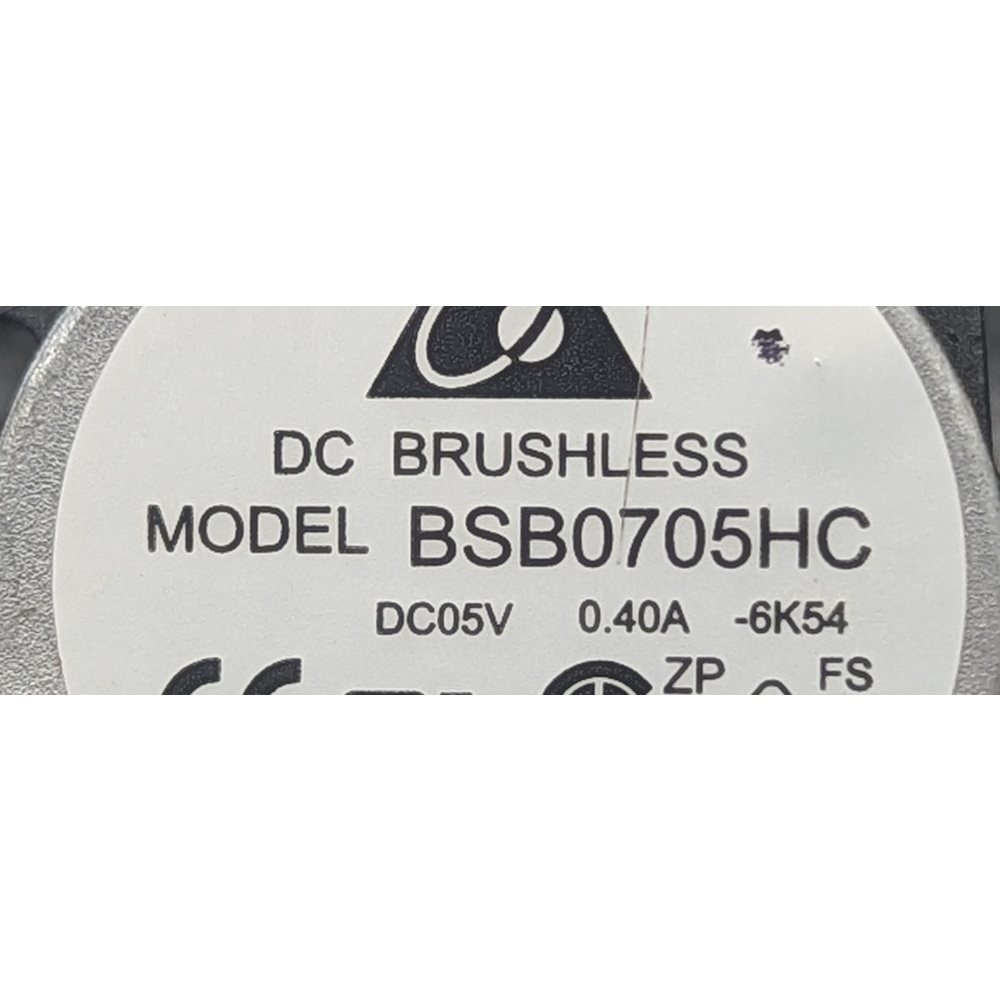 DC BRUSHLESS
MODEL BSB0705HC
DC05V 0.40A -6K54
ZP FS